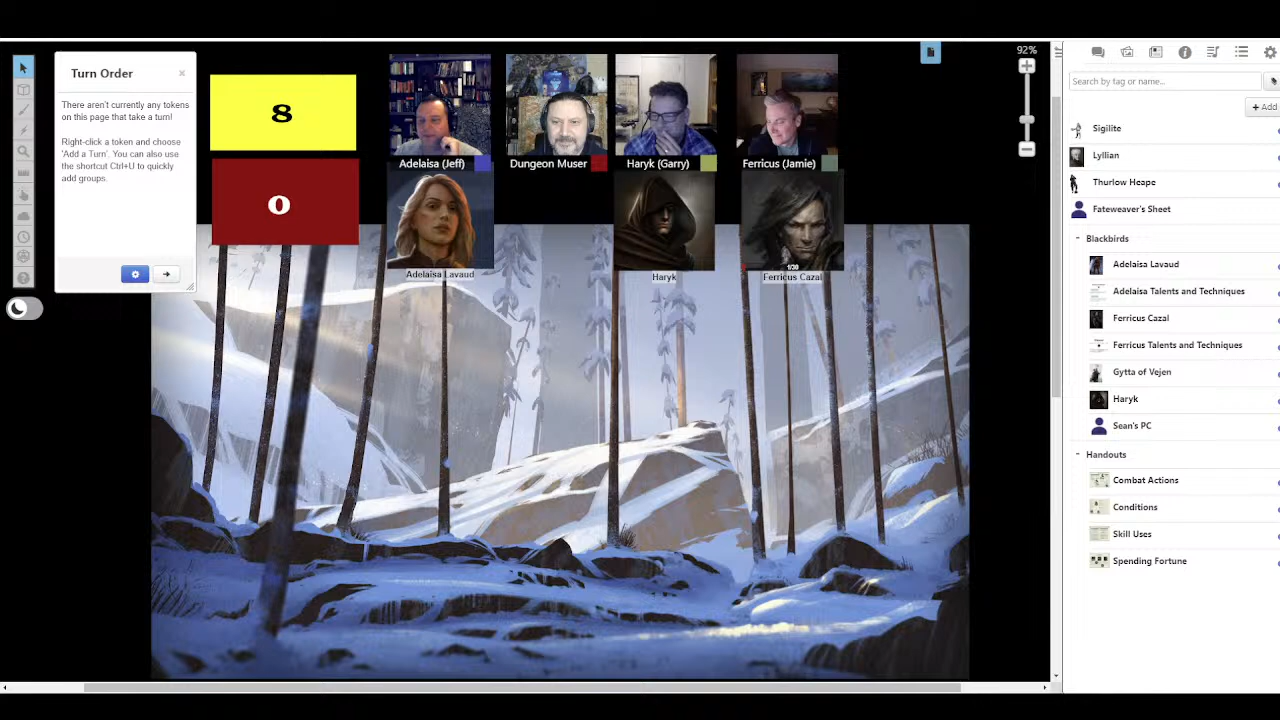 Turn Order
There aren't currently any tokens
on this page that take a turn!
Right-click a token and choose
'Add a Turn'. You can also use
the shortcut Ctrl+U to quickly
add groups.
8
0
Adelaisa (Jeff)
Dungeon Muser
Haryk (Garry)
Ferricus (Jamie)
Adelaisa Lavaud
Haryk
1/30
Ferricus Cazal
92%
Search by tag or name...
+ Add
Sigilite
Lyllian
Thurlow Heape
Fateweaver's Sheet
Blackbirds
Adelaisa Lavaud
Adelaisa Talents and Techniques
Ferricus Cazal
Ferricus Talents and Techniques
Gytta of Vejen
Haryk
Sean's PC
Handouts
Combat Actions
Conditions
Skill Uses
Spending Fortune